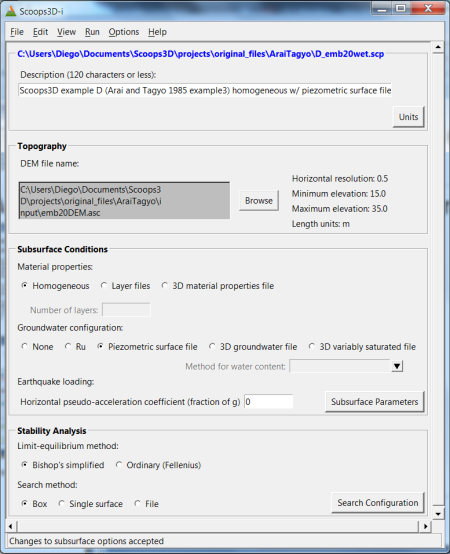 Scoops3D-i
File Edit View Run Options Help
C:\Users\Diego\Documents\Scoops3D\projects\original_files\AraiTagyo\D_emb20wet.scp
Description (120 characters or less):
Scoops3D example D (Arai and Tagyo 1985 example3) homogeneous w/ piezometric surface file
Units
Topography
DEM file name:
C:\Users\Diego\Documents\Scoops3
D\projects\original_files\AraiTagyo\i
nput\emb20DEM.asc
Browse
Horizontal resolution: 0.5
Minimum elevation: 15.0
Maximum elevation: 35.0
Length units: m
Subsurface Conditions
Material properties:
Homogeneous Layer files 3D material properties file
Number of layers:
Groundwater configuration:
None Ru Piezometric surface file 3D groundwater file 3D variably saturated file
Method for water content:
Earthquake loading:
Horizontal pseudo-acceleration coefficient (fraction of g) 0
Subsurface Parameters
Stability Analysis
Limit-equilibrium method:
Bishop's simplified Ordinary (Fellenius)
Search method:
Box Single surface File
Search Configuration
Changes to subsurface options accepted